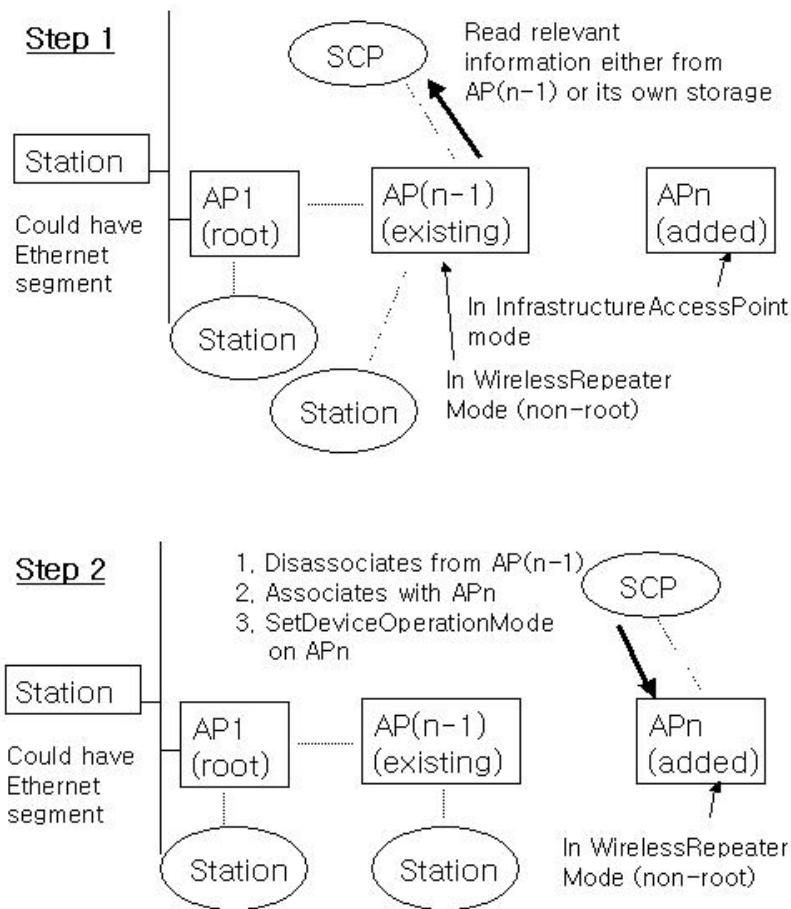 Step 1
SCP
Read relevant
information either from
AP(n-1) or its own storage
Station
AP1
(root)
AP(n-1)
(existing)
APn
(added)
Could have
Ethernet
segment
Station
Station
In InfrastructureAccessPoint
mode
In WirelessRepeater
Mode (non-root)
Step 2
1, Disassociates from AP(n-1)
2, Associates with APn
3, SetDeviceOperationMode
on APn
SCP
Station
AP1
(root)
AP(n-1)
(existing)
APn
(added)
Could have
Ethernet
segment
Station
Station
In WirelessRepeater
Mode (non-root)